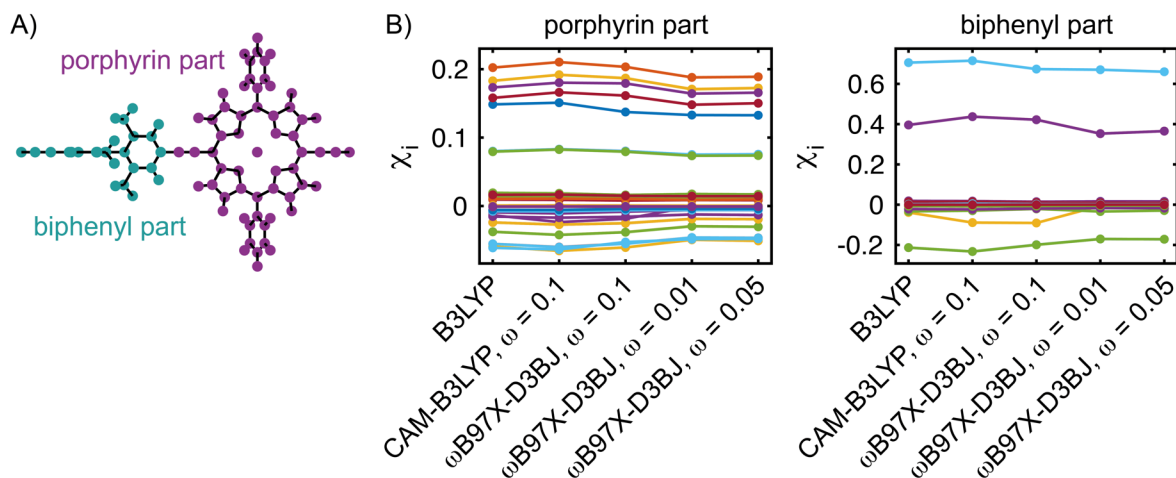 A)
porphyrin part
biphenyl part
B)
porphyrin part
χi
0.2
0.1
0
B3LYP
CAM-B3LYP, ω = 0.1
ωB97X-D3BJ, ω = 0.1
ωB97X-D3BJ, ω = 0.01
ωB97X-D3BJ, ω = 0.05
biphenyl part
χi
0.6
0.4
0.2
0
-0.2
B3LYP
CAM-B3LYP, ω = 0.1
ωB97X-D3BJ, ω = 0.1
ωB97X-D3BJ, ω = 0.01
ωB97X-D3BJ, ω = 0.05